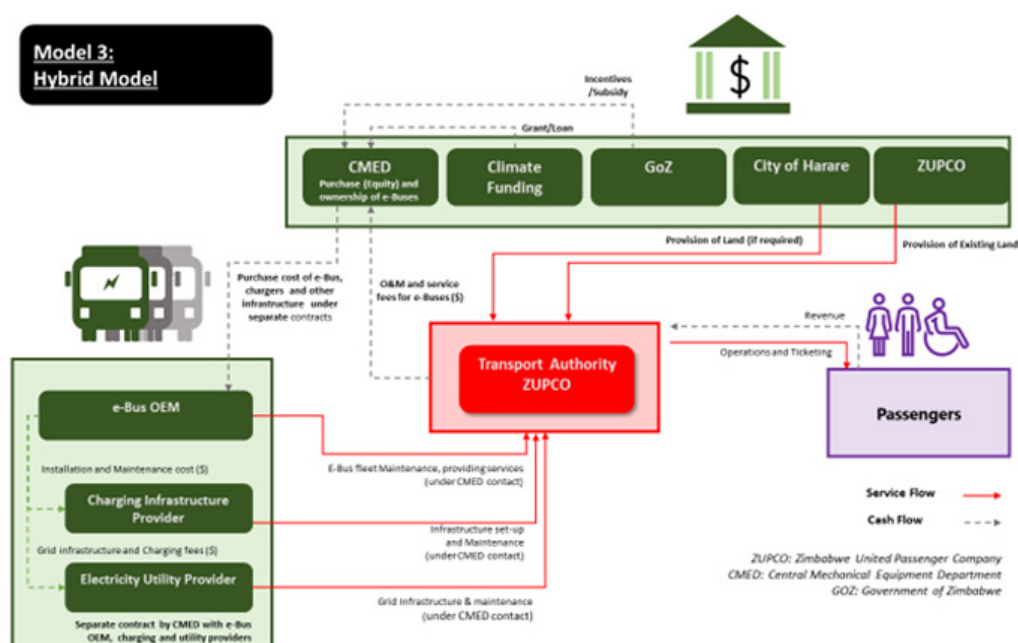 Model 3:
Hybrid Model
$
Incentives
/Subsidy
Grant/Loan
CMED
Purchase (Equity) and
ownership of e-Buses
Climate
Funding
GoZ
City of Harare
ZUPCO
Provision of Land (if required)
Provision of Existing Land
Purchase cost of e-Bus,
chargers and other
infrastructure under
separate contracts
O&M and service
fees for e-Buses ($)
Transport Authority
ZUPCO
Revenue
Operations and Ticketing
Passengers
e-Bus OEM
Installation and Maintenance cost ($)
Charging Infrastructure
Provider
Grid infrastructure and Charging fees ($)
Electricity Utility Provider
Separate contract by CMED with e-Bus
OEM, charging and utility providers
E-Bus fleet Maintenance, providing services
(under CMED contact)
Infrastructure set-up
and Maintenance
(under CMED contact)
Grid Infrastructure & maintenance
(under CMED contact)
Service Flow
Cash Flow
ZUPCO: Zimbabwe United Passenger Company
CMED: Central Mechanical Equipment Department
GOZ: Government of Zimbabwe